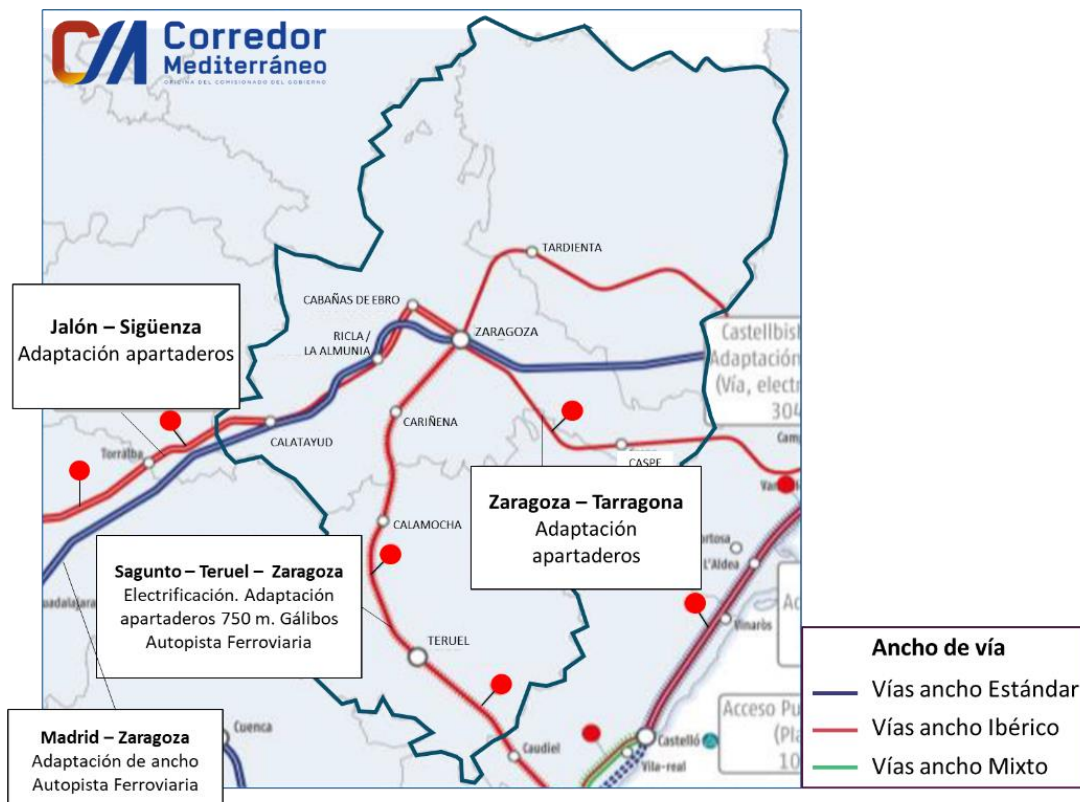 Corredor
Mediterráneo
OFICINA DEL COMISIONADO DEL GOBIERNO
TARDIENTA
CABAÑAS DE EBRO
ZARAGOZA
RICLA /
LA ALMUNIA
Jalón – Sigüenza
Adaptación apartaderos
CARIÑENA
CALATAYUD
Torralba
CASPE
Zaragoza – Tarragona
Adaptación
apartaderos
CALAMOCHA
L'Aldea
Sagunto – Teruel – Zaragoza
Electrificación. Adaptación
apartaderos 750 m. Gálibos
Autopista Ferroviaria
Vinaròs
TERUEL
Madrid – Zaragoza
Adaptación de ancho
Autopista Ferroviaria
Cuenca
Caudiel
Castelló
Vila-real
Castellbis
Adaptación
(Vía, electr
304
Acceso Pu
(Pla
10
Ancho de vía
Vías ancho Estándar
Vías ancho Ibérico
Vías ancho Mixto